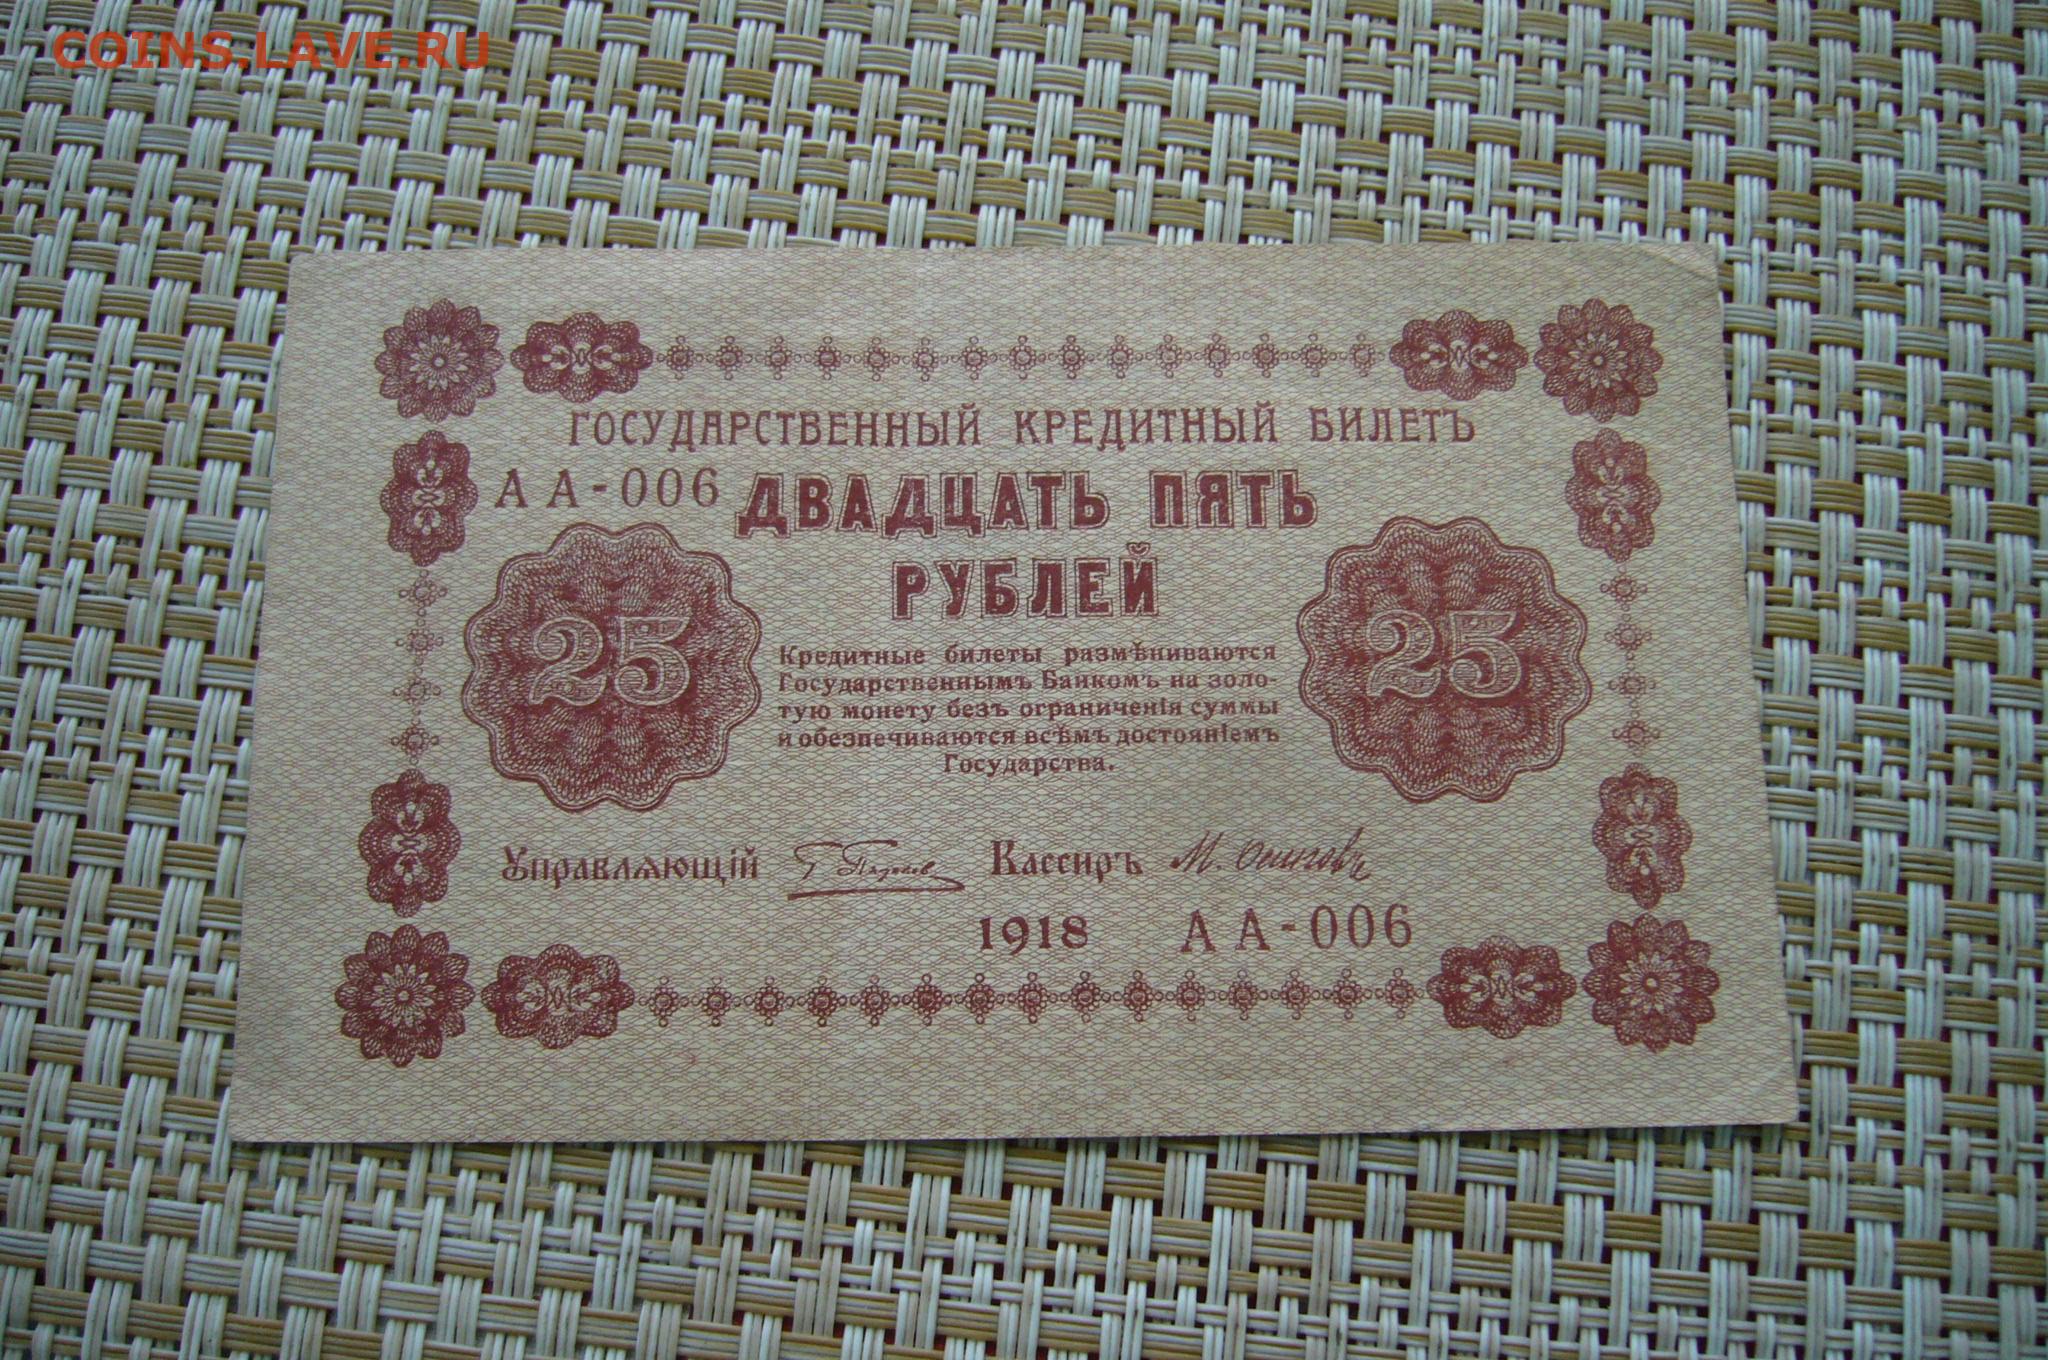 COINS.LAVE.RU
ГОСУДАРСТВЕННЫЙ КРЕДИТНЫЙ БИЛЕТЪ
АА-006
ДВАДЦАТЬ ПЯТЬ
РУБЛЕЙ
25
25
Кредитные билеты размѣниваются
Государственнымъ Банкомъ на золо-
тую монету безъ ограниченія суммы
и обезпечиваются всѣмъ достояніемъ
Государства.
Управляющій Кассиръ М. Осиповъ
1918 АА-006